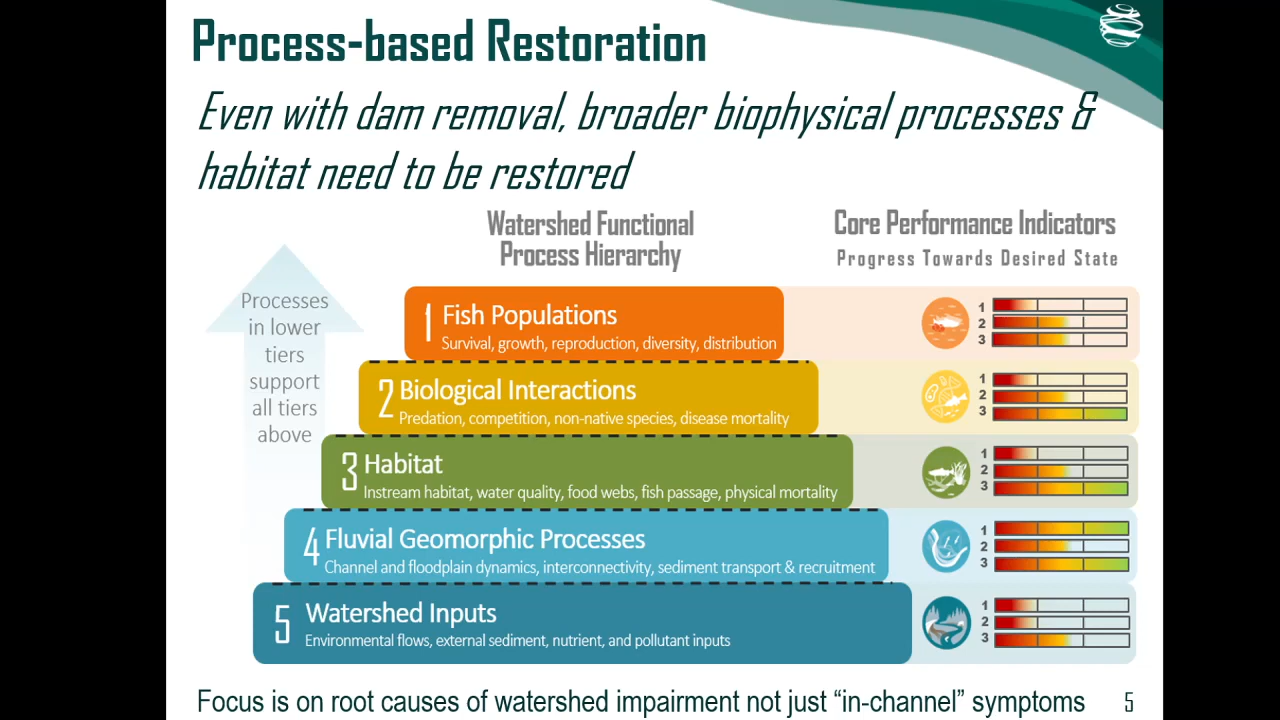 Process-based Restoration
Even with dam removal, broader biophysical processes &
habitat need to be restored
Watershed Functional
Process Hierarchy
Core Performance Indicators
Progress Towards Desired State
Processes
in lower
tiers
support
all tiers
above
1 Fish Populations
Survival, growth, reproduction, diversity, distribution
1
2
3
2 Biological Interactions
Predation, competition, non-native species, disease mortality
1
2
3
3 Habitat
Instream habitat, water quality, food webs, fish passage, physical mortality
1
2
3
4 Fluvial Geomorphic Processes
Channel and floodplain dynamics, interconnectivity, sediment transport & recruitment
1
2
3
5 Watershed Inputs
Environmental flows, external sediment, nutrient, and pollutant inputs
1
2
3
Focus is on root causes of watershed impairment not just “in-channel” symptoms
5